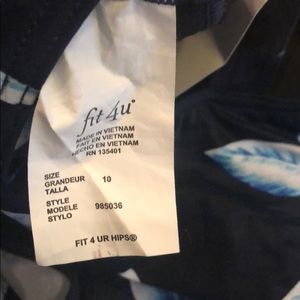 fit 4u
MADE IN VIETNAM
FAIT EN VIETNAM
HECHO EN VIETNAM
RN 135401
SIZE
GRANDEUR 10
TALLA
STYLE
MODELE 985036
STYLO
FIT 4 UR HIPS®